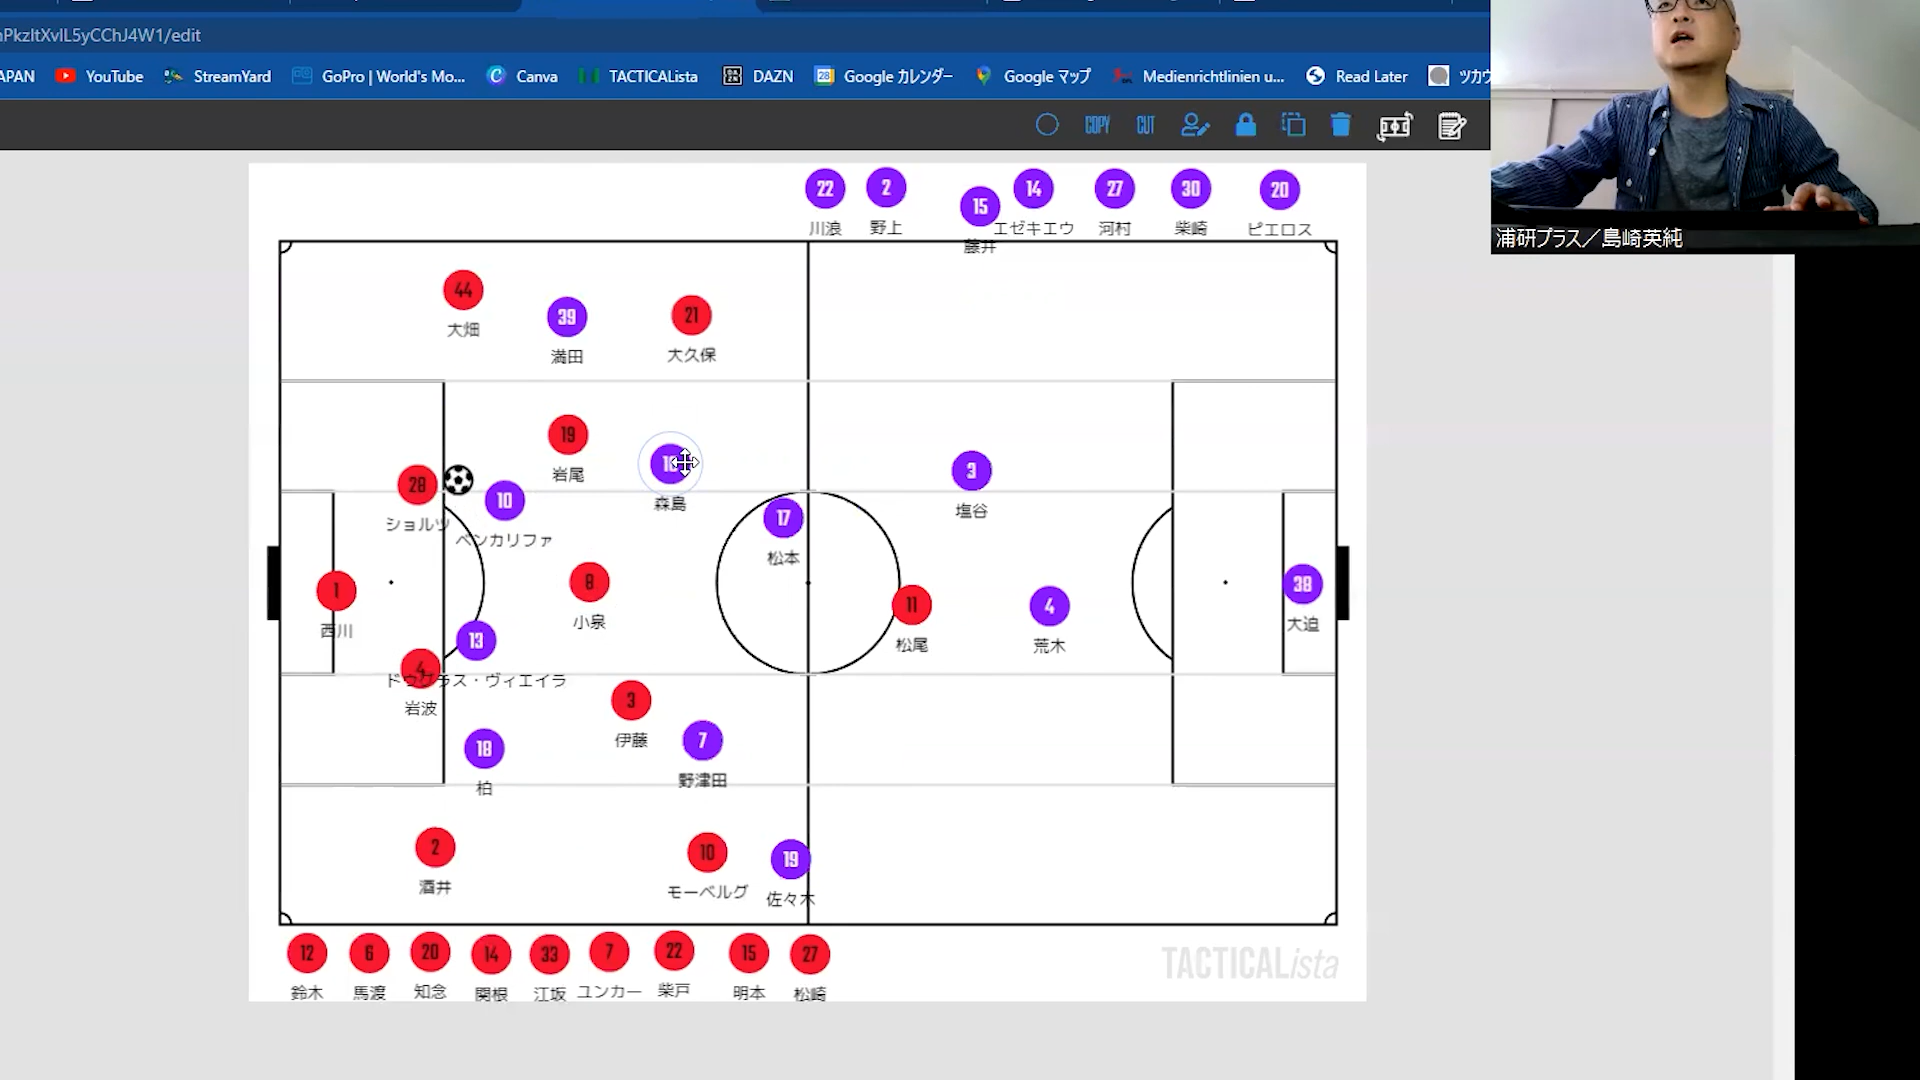 nPkzltXvlL5yCChJ4W1/edit
APAN YouTube StreamYard GoPro | World's Mo... Canva TACTICALista DAZN 28 Google カレンダー Google マップ Medienrichtlinien u... Read Later ツカウ
COPY CUT
浦研プラス／島崎英純
22 2 15 14 27 30 20
川浪 野上 藤井 エゼキエウ 河村 柴崎 ピエロス
44 大畑
39 満田
21 大久保
19 岩尾
森島
3 塩谷
28 ショルツ
10 ベンカリファ
17 松本
1 西川
8 小泉
11 松尾
4 荒木
38 大迫
13 ドウグラス・ヴィエイラ
4 岩波
3 伊藤
7 野津田
18 柏
2 酒井
10 モーベルグ
19 佐々木
12 6 20 14 33 7 22 15 27
鈴木 馬渡 知念 関根 江坂 ユンカー 柴戸 明本 松崎
TACTICALista